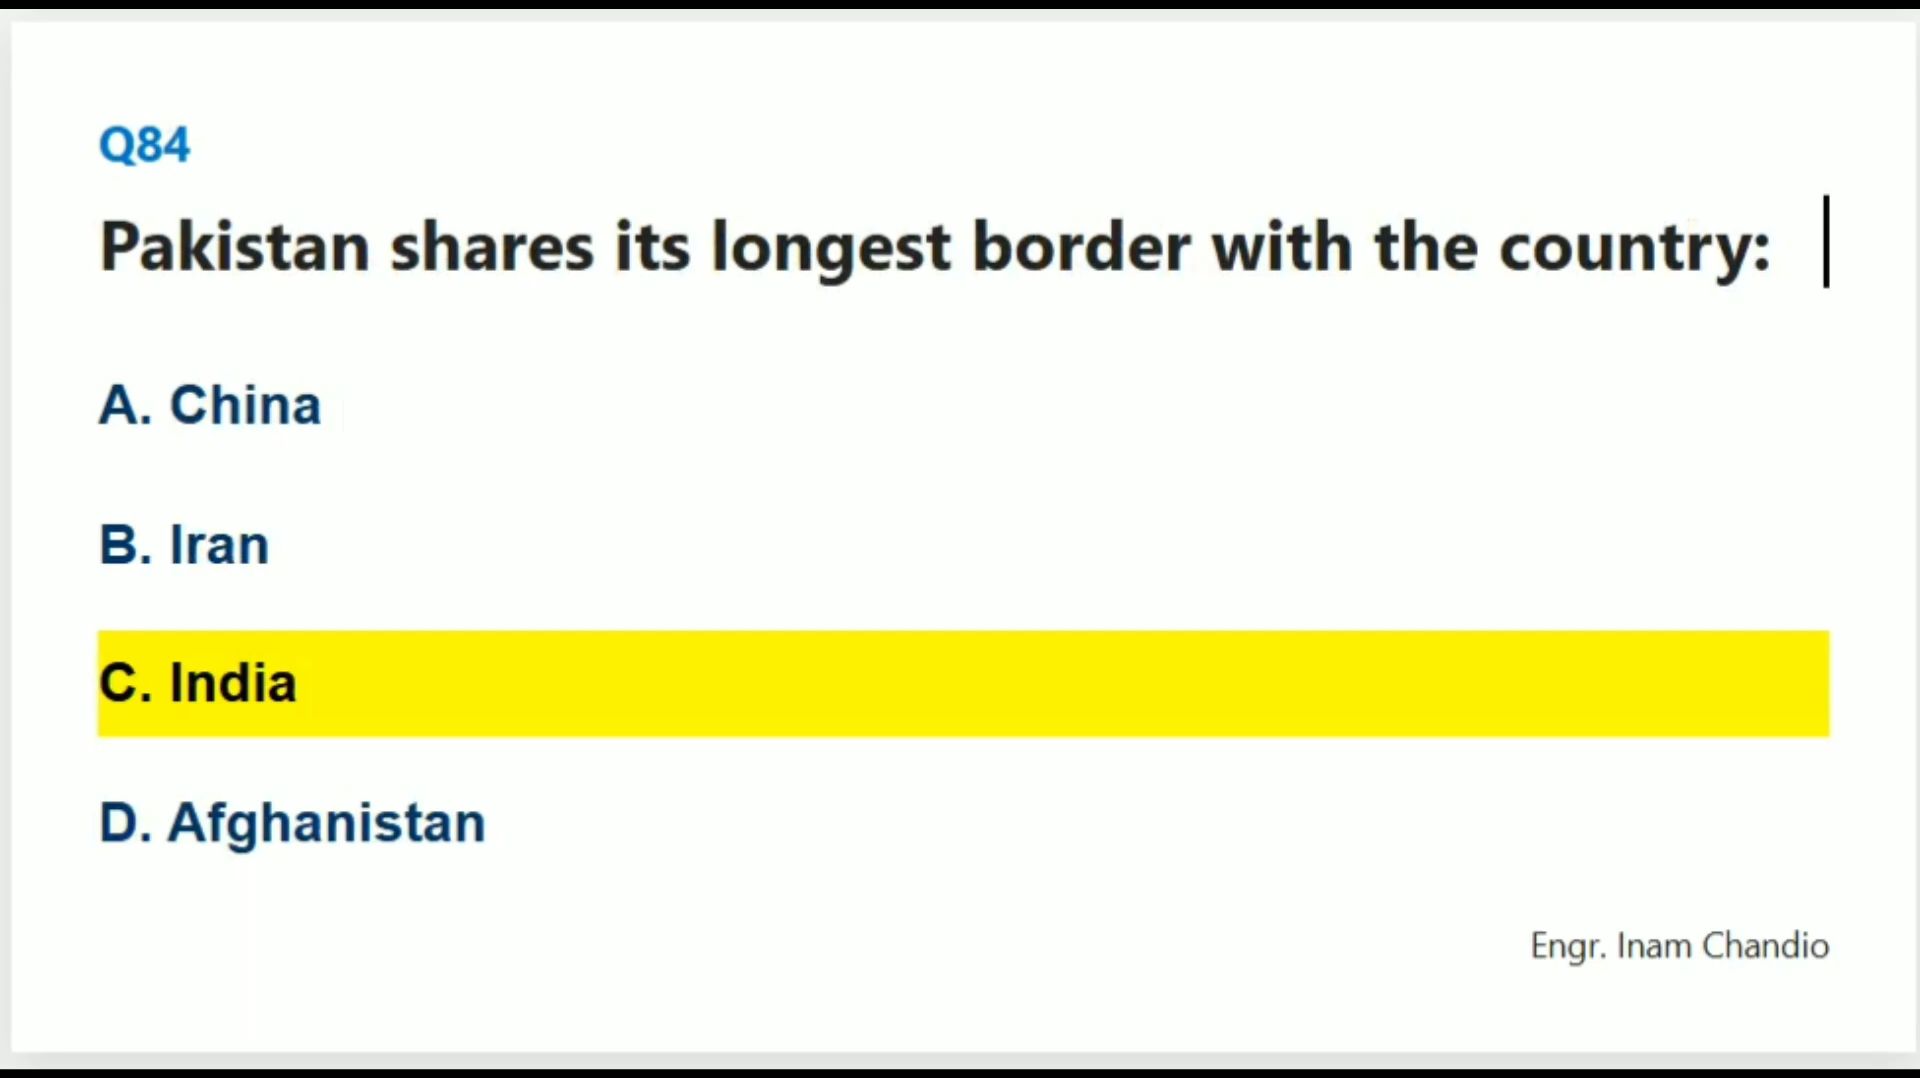 Q84
Pakistan shares its longest border with the country:
A. China
B. Iran
C. India
D. Afghanistan
Engr. Inam Chandio